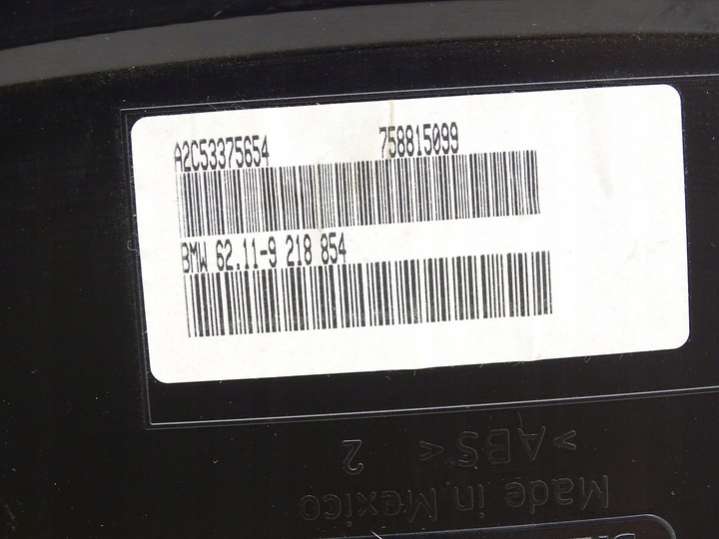 A2C53375654 758815099
BMW 62.11-9 218 854
>ABS< 2
Made in Mexico